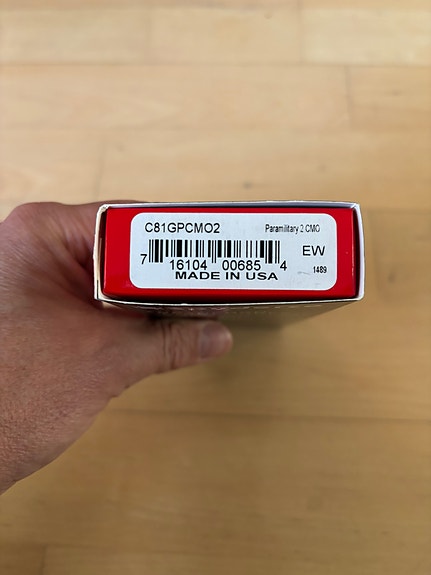 C81GPCMO2 Paramilitary 2 CMO
EW
7 16104 00685 4 1489
MADE IN USA